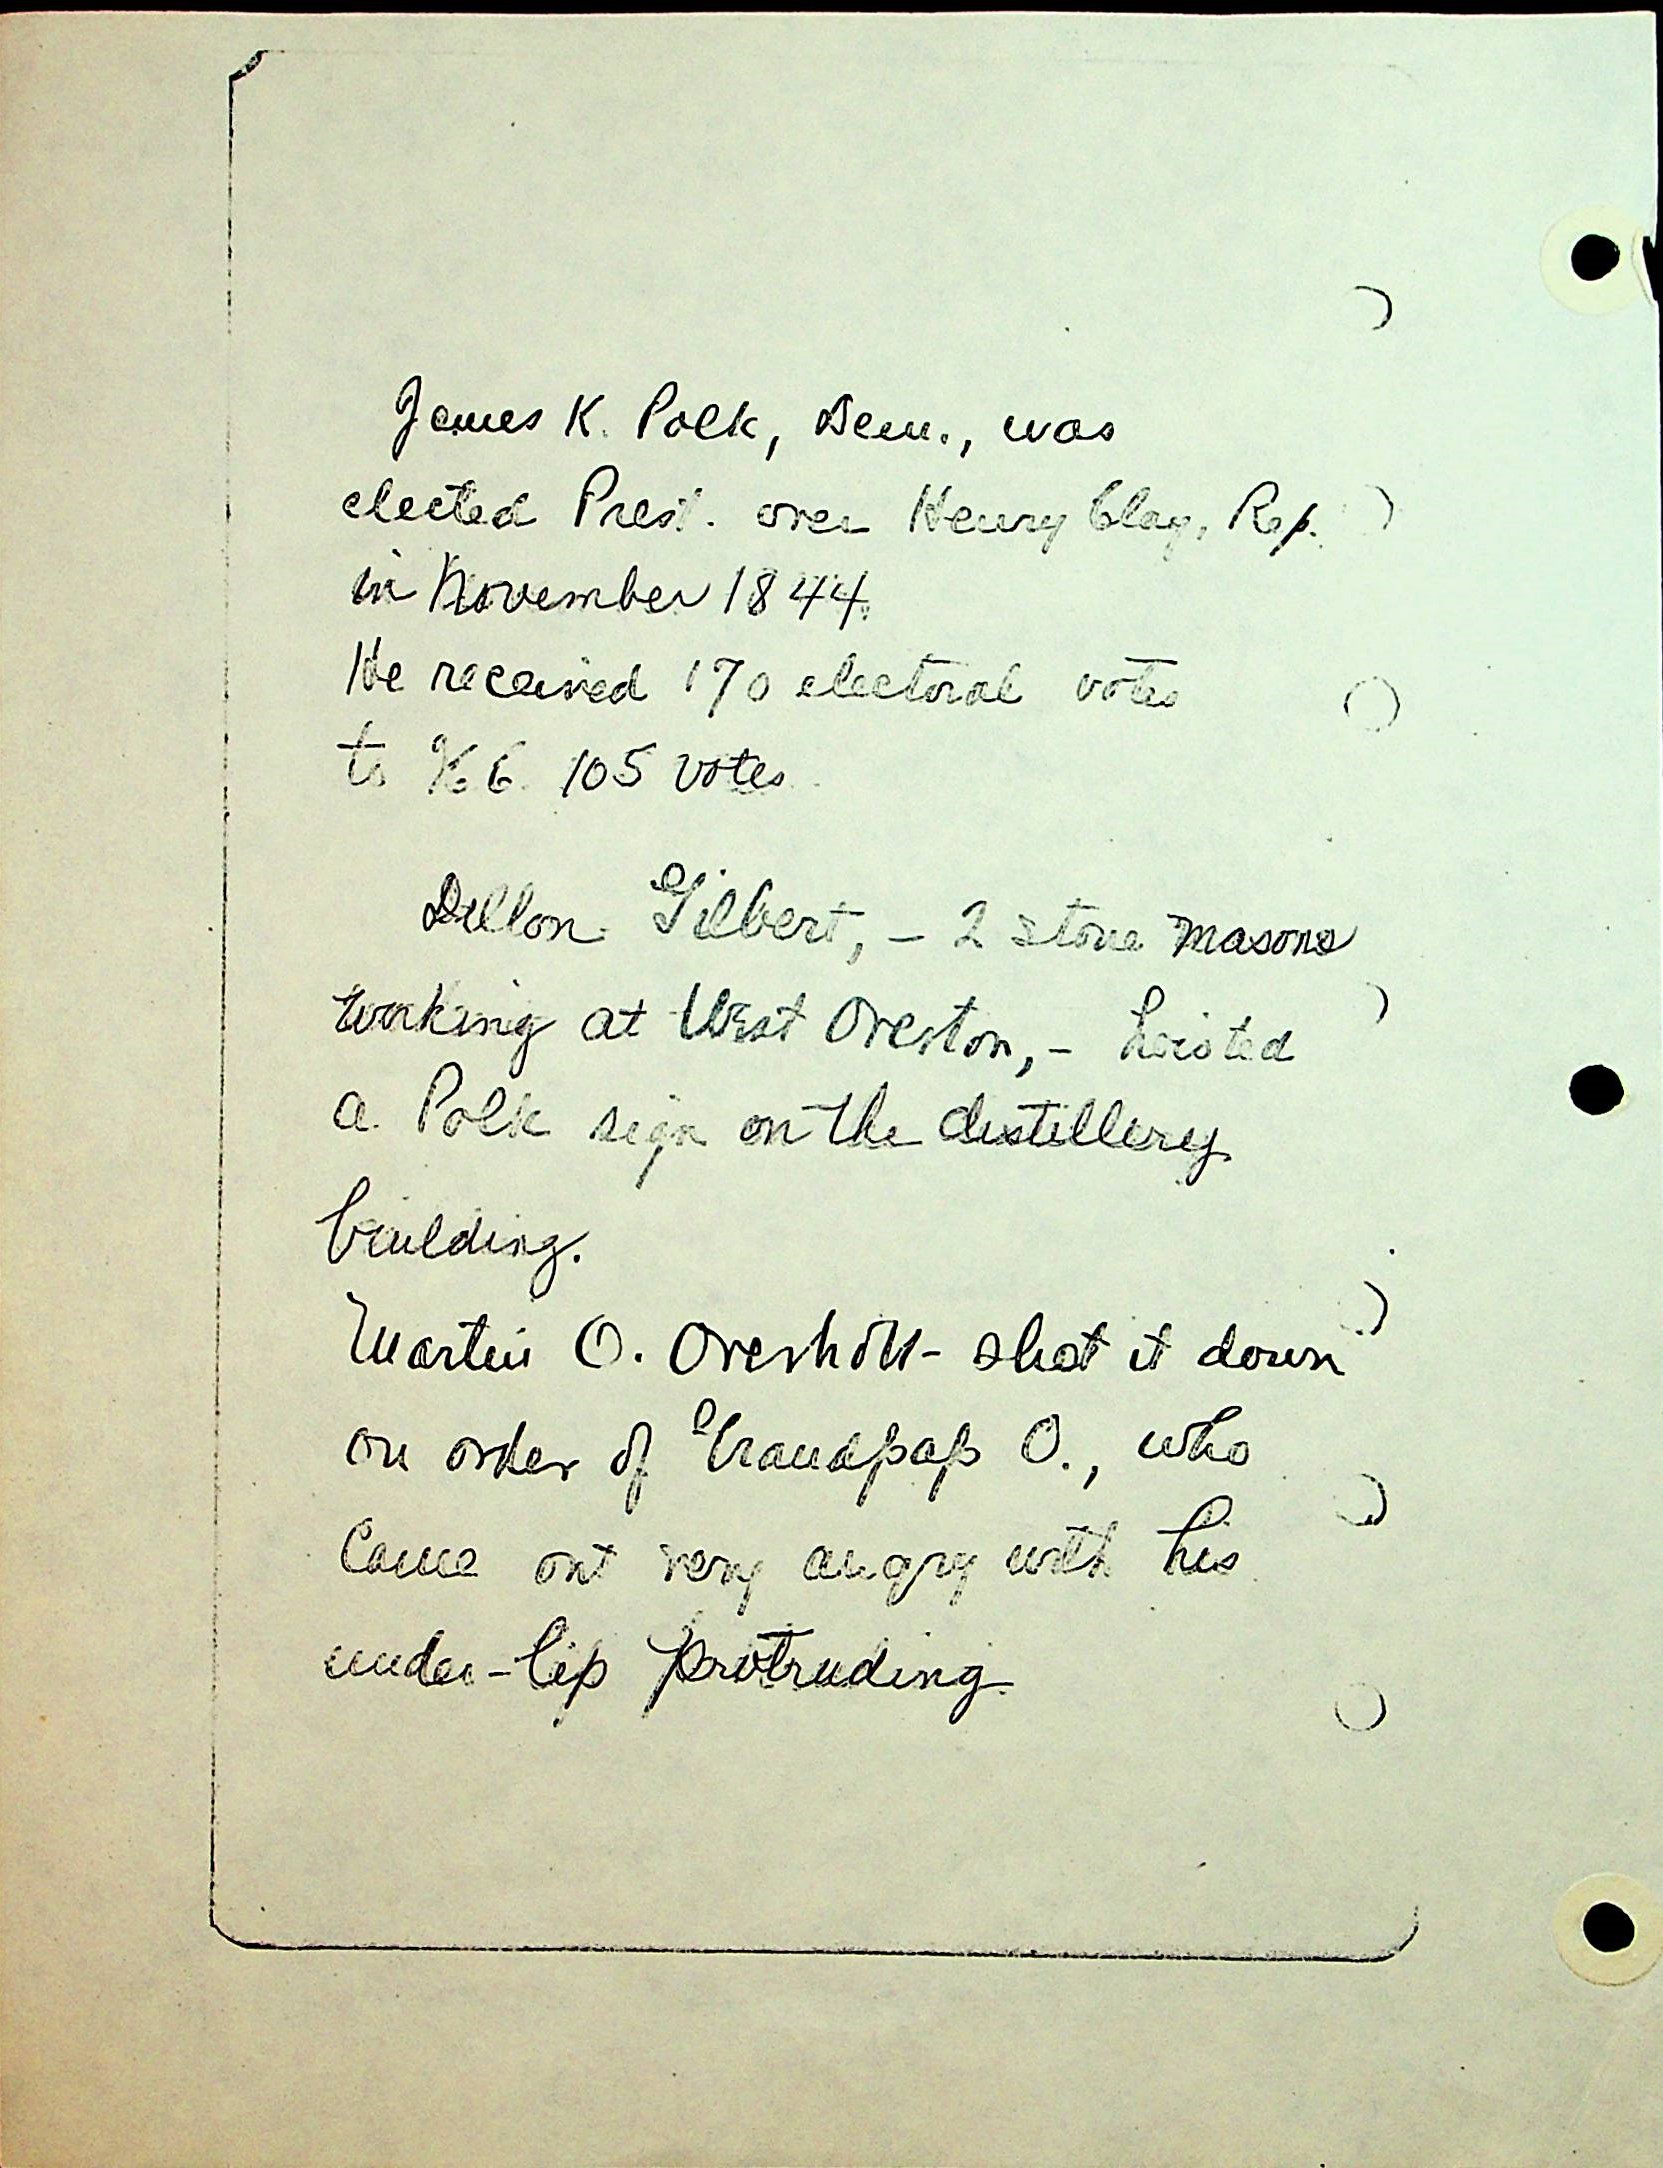 James K. Polk, Dem., was
elected Prest. over Henry Clay, Rep.
in November 1844.
He received 170 electoral votes
to 105 votes.
Dillon Gilbert, - 2 stone masons
working at West Overton, - hoisted
a Polk sign on the distillery
building.
Martin O. Overholt - shot it down
on order of Grandpap O., who
came out very angry with his
under-lip protruding.